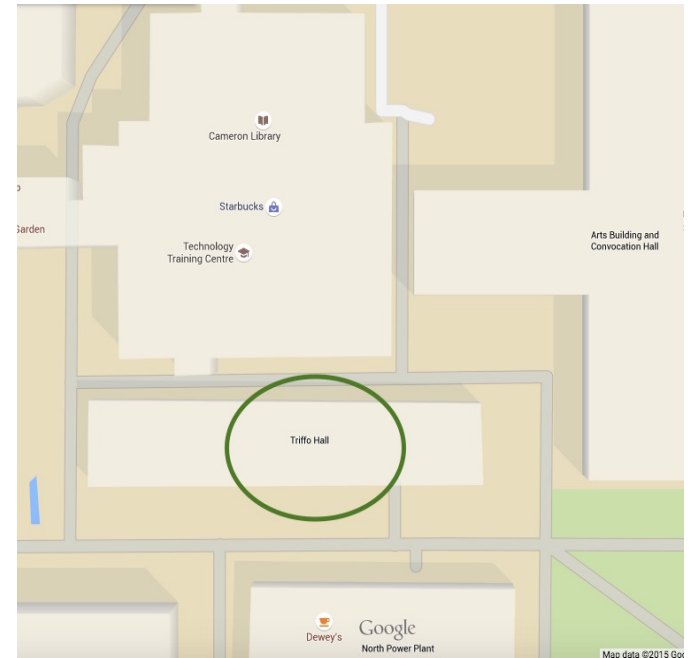 Cameron Library
Starbucks
Garden
Technology
Training Centre
Arts Building and
Convocation Hall
Triffo Hall
Dewey's
Google
North Power Plant
Map data ©2015 Goo